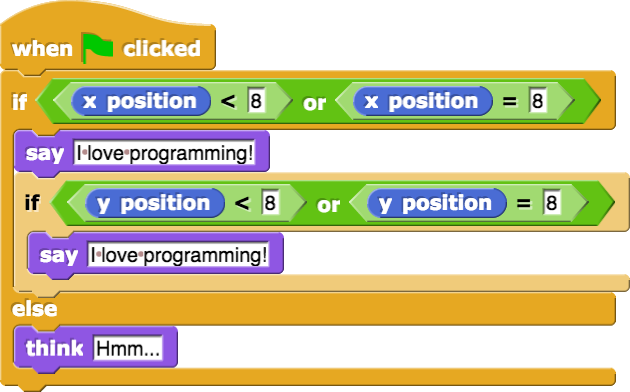 when clicked
if x position < 8 or x position = 8
say I love programming!
if y position < 8 or y position = 8
say I love programming!
else
think Hmm...